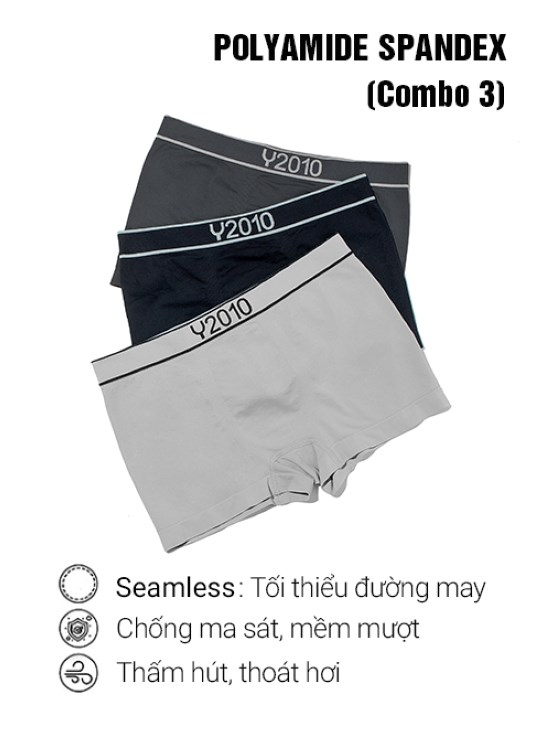 POLYAMIDE SPANDEX
(Combo 3)
Y2010
Y2010
Y2010
Seamless: Tối thiểu đường may
Chống ma sát, mềm mượt
Thấm hút, thoát hơi